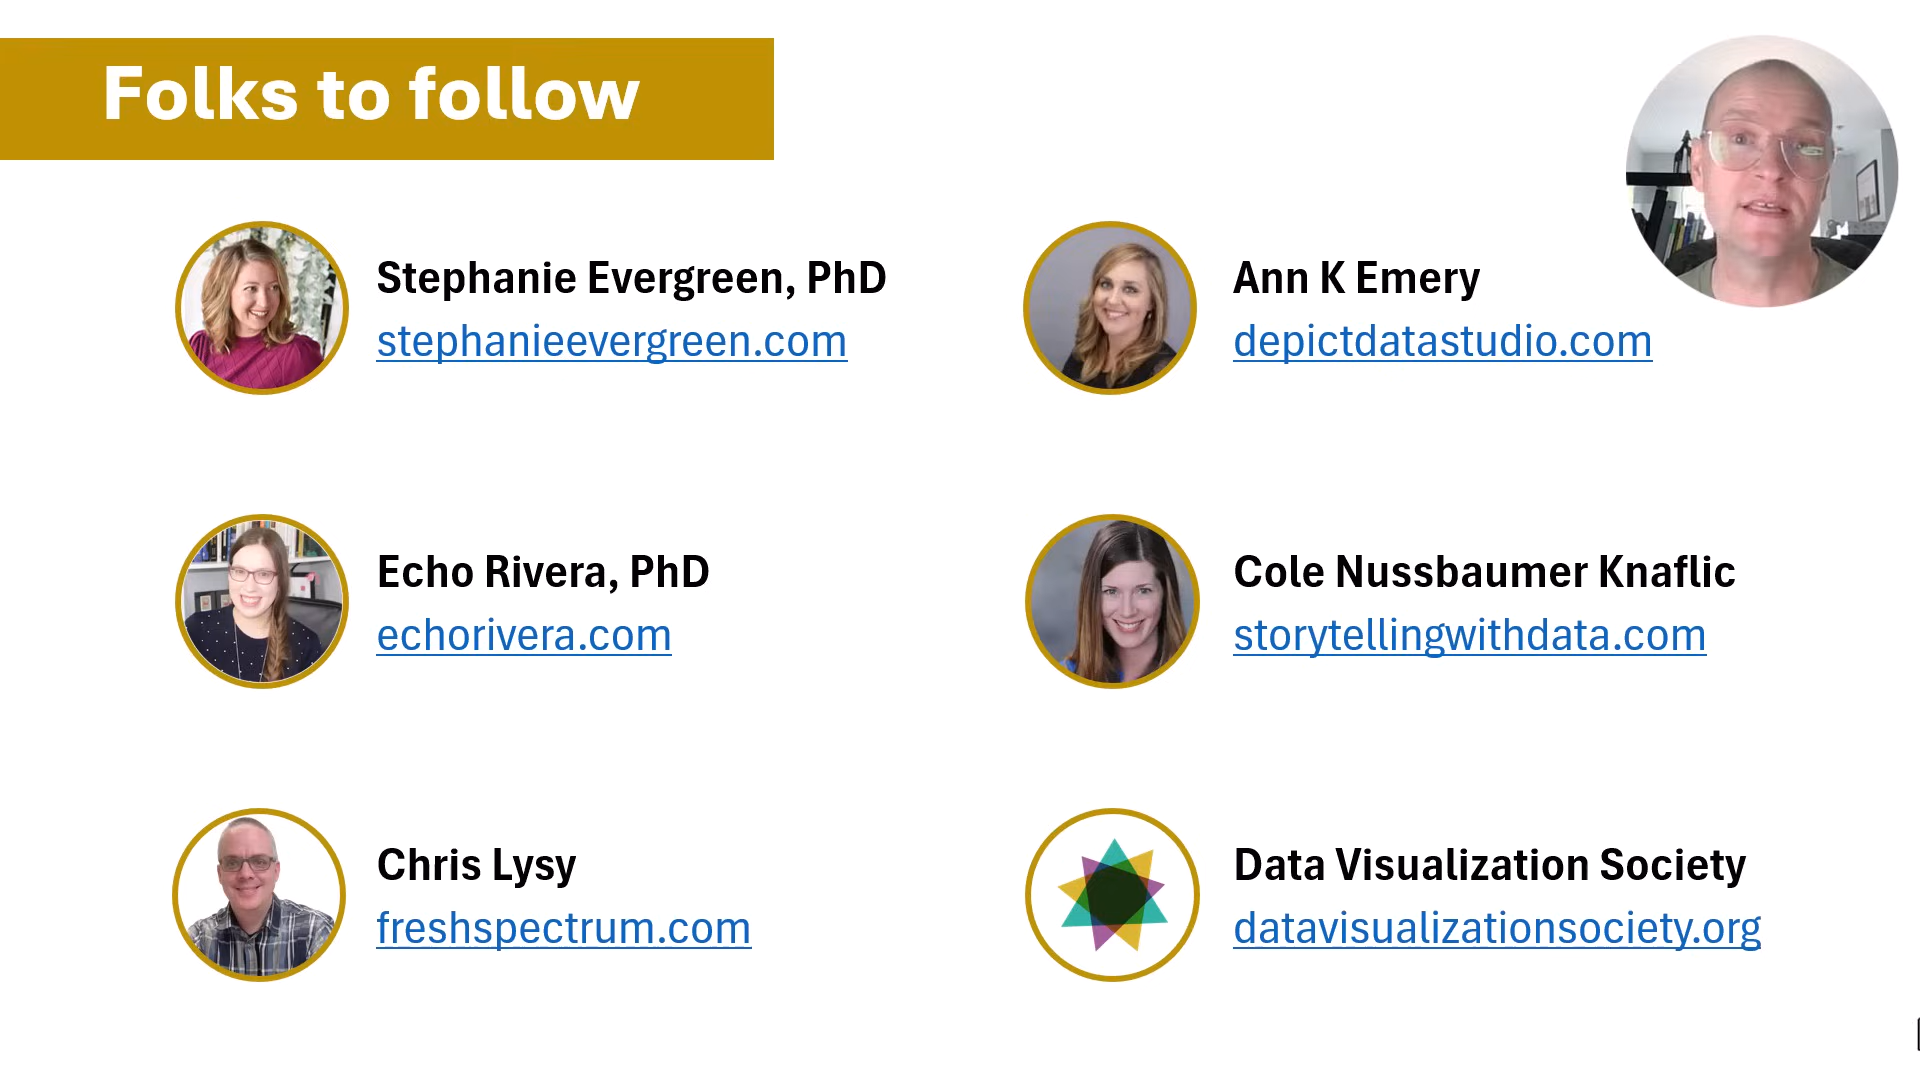 Folks to follow
Stephanie Evergreen, PhD
stephanieevergreen.com
Ann K Emery
depictdatastudio.com
Echo Rivera, PhD
echorivera.com
Cole Nussbaumer Knaflic
storytellingwithdata.com
Chris Lysy
freshspectrum.com
Data Visualization Society
datavisualizationsociety.org